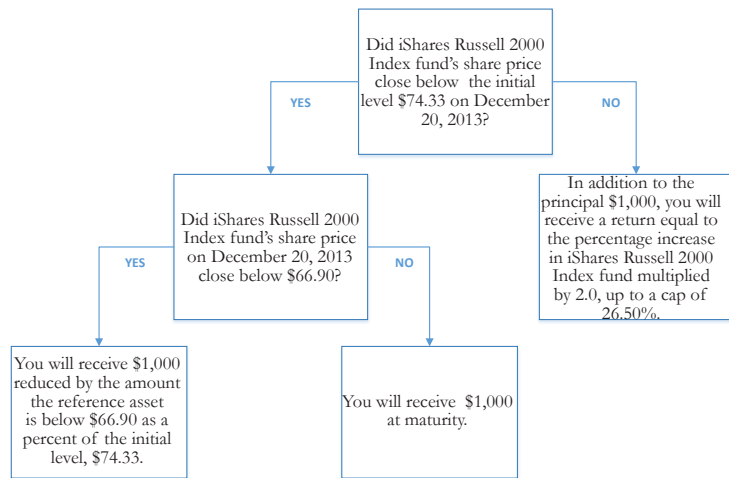 Did iShares Russell 2000
Index fund's share price
close below the initial
level $74.33 on December
20, 2013?
YES
NO
Did iShares Russell 2000
Index fund's share price
on December 20, 2013
close below $66.90?
In addition to the
principal $1,000, you will
receive a return equal to
the percentage increase
in iShares Russell 2000
Index fund multiplied
by 2.0, up to a cap of
26.50%.
YES
NO
You will receive $1,000
reduced by the amount
the reference asset
is below $66.90 as a
percent of the initial
level, $74.33.
You will receive $1,000
at maturity.